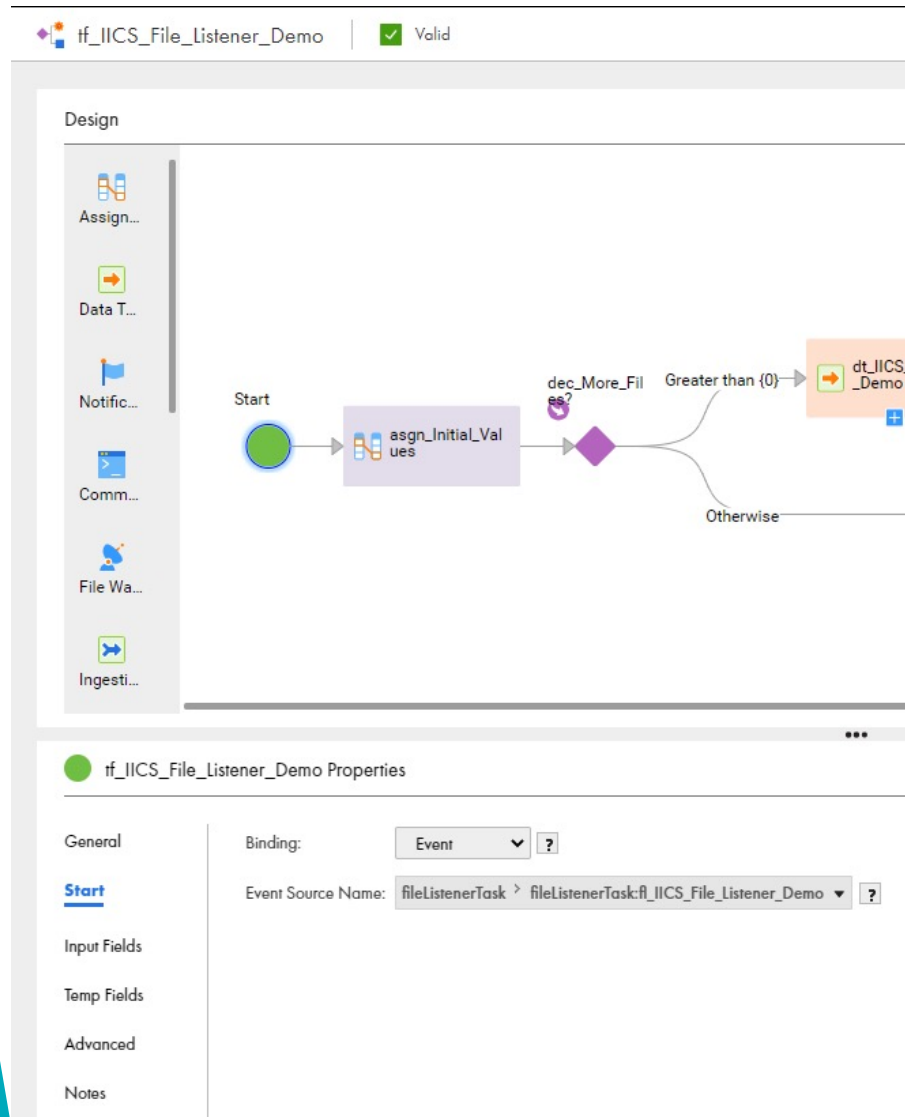 tf_IICS_File_Listener_Demo
Valid
Design
Assign...
Data T...
Notific...
Comm...
File Wa...
Ingesti...
Start
asgn_Initial_Val
ues
dec_More_Fil
es?
Greater than {0}
Otherwise
dt_IICS_
_Demo
tf_IICS_File_Listener_Demo Properties
General
Start
Input Fields
Temp Fields
Advanced
Notes
Binding: Event ?
Event Source Name: fileListenerTask > fileListenerTask:fl_IICS_File_Listener_Demo ?